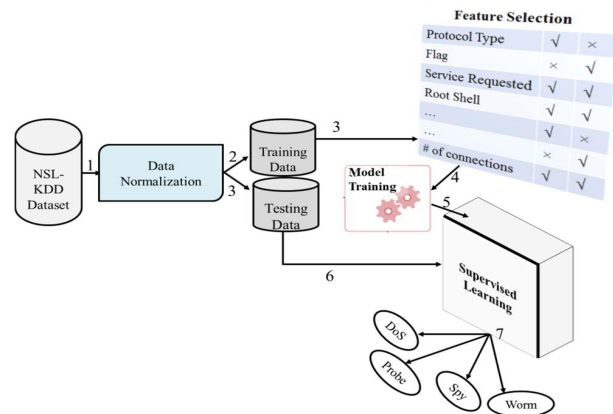 Feature Selection
Protocol Type √ ×
Flag × √
Service Requested √ √
Root Shell √ √
... √ ×
... × √
# of connections √ √
NSL-
KDD
Dataset
1
Data
Normalization
2
3
Training
Data
3
Testing
Data
4
Model
Training
5
6
Supervised
Learning
7
DoS
Probe
Spy
Worm